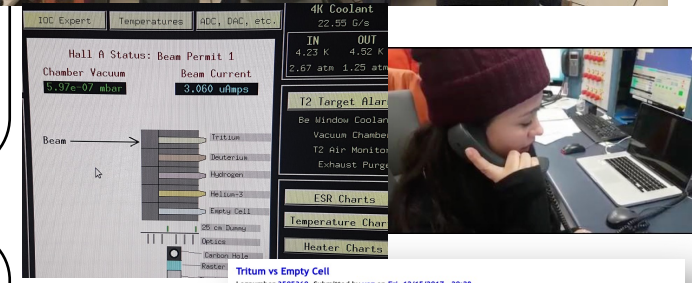 IOC Expert
Temperatures
ADC, DAC, etc.
Hall A Status: Beam Permit 1
Chamber Vacuum
Beam Current
5.97e-07 mbar
3.060 uAmps
Beam
Tritium
Deuterium
Hydrogen
Helium-3
Empty Cell
25 cm Dummy
Optics
Carbon Hole
Raster
4K Coolant
22.55 G/s
IN OUT
4.23 K 4.52 K
2.67 atm 1.25 atm
T2 Target Alar
Be Window Coolan
Vacuum Chambe
T2 Air Monitor
Exhaust Purge
ESR Charts
Temperature Char
Heater Charts
Tritum vs Empty Cell